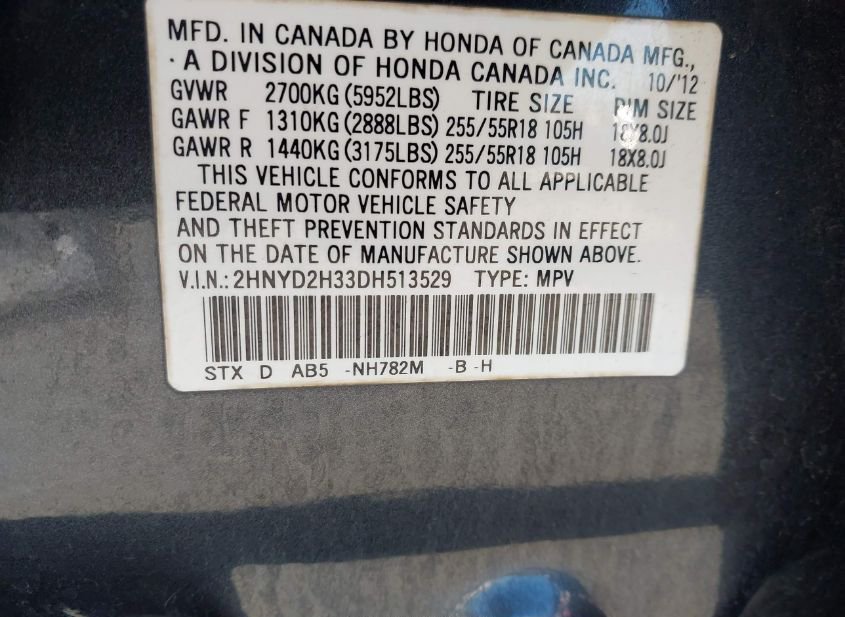 MFD. IN CANADA BY HONDA OF CANADA MFG.,
· A DIVISION OF HONDA CANADA INC. 10/'12
GVWR 2700KG (5952LBS) TIRE SIZE RIM SIZE
GAWR F 1310KG (2888LBS) 255/55R18 105H 18X8.0J
GAWR R 1440KG (3175LBS) 255/55R18 105H 18X8.0J
THIS VEHICLE CONFORMS TO ALL APPLICABLE
FEDERAL MOTOR VEHICLE SAFETY
AND THEFT PREVENTION STANDARDS IN EFFECT
ON THE DATE OF MANUFACTURE SHOWN ABOVE.
V.I.N.: 2HNYD2H33DH513529 TYPE: MPV
STX D AB5 -NH782M -B -H